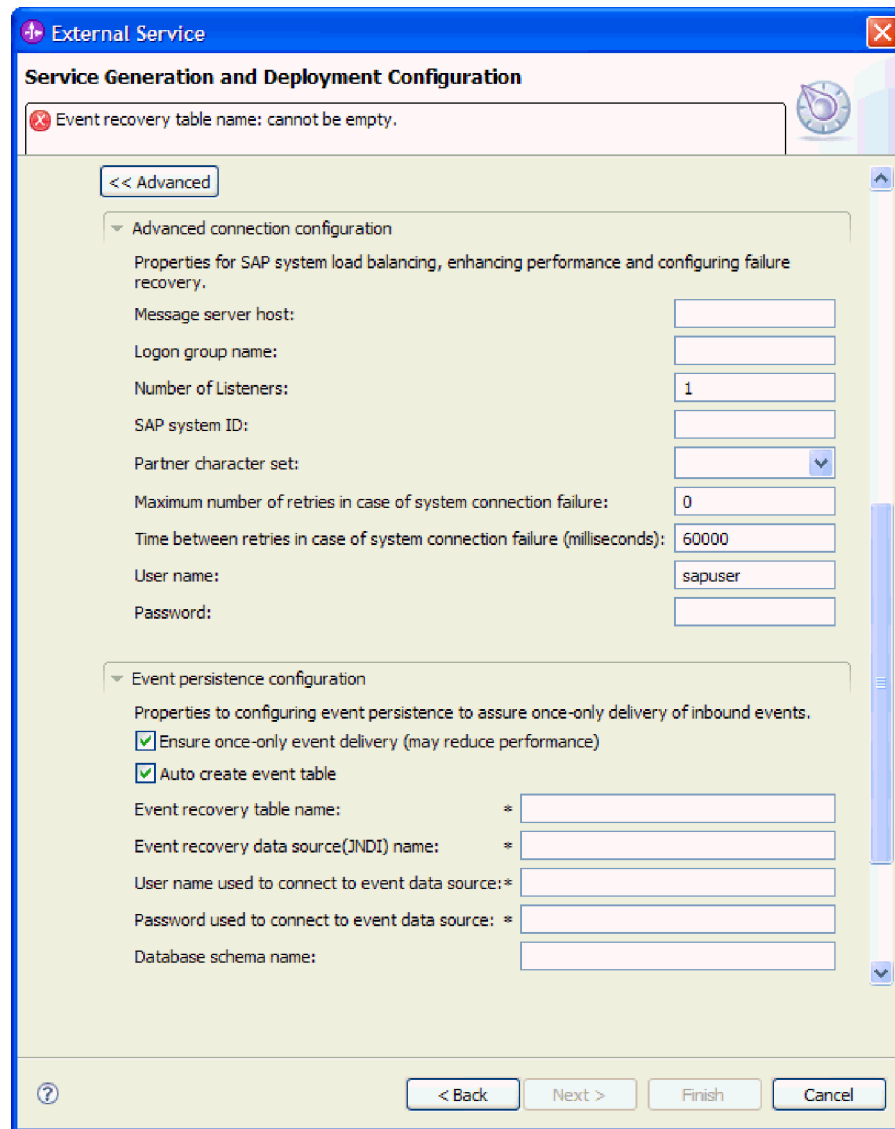 External Service
Service Generation and Deployment Configuration
Event recovery table name: cannot be empty.
<< Advanced
Advanced connection configuration
Properties for SAP system load balancing, enhancing performance and configuring failure
recovery.
Message server host:
Logon group name:
Number of Listeners: 1
SAP system ID:
Partner character set:
Maximum number of retries in case of system connection failure: 0
Time between retries in case of system connection failure (milliseconds): 60000
User name: sapuser
Password:
Event persistence configuration
Properties to configuring event persistence to assure once-only delivery of inbound events.
Ensure once-only event delivery (may reduce performance)
Auto create event table
Event recovery table name: *
Event recovery data source(JNDI) name: *
User name used to connect to event data source:*
Password used to connect to event data source: *
Database schema name:
? < Back Next > Finish Cancel